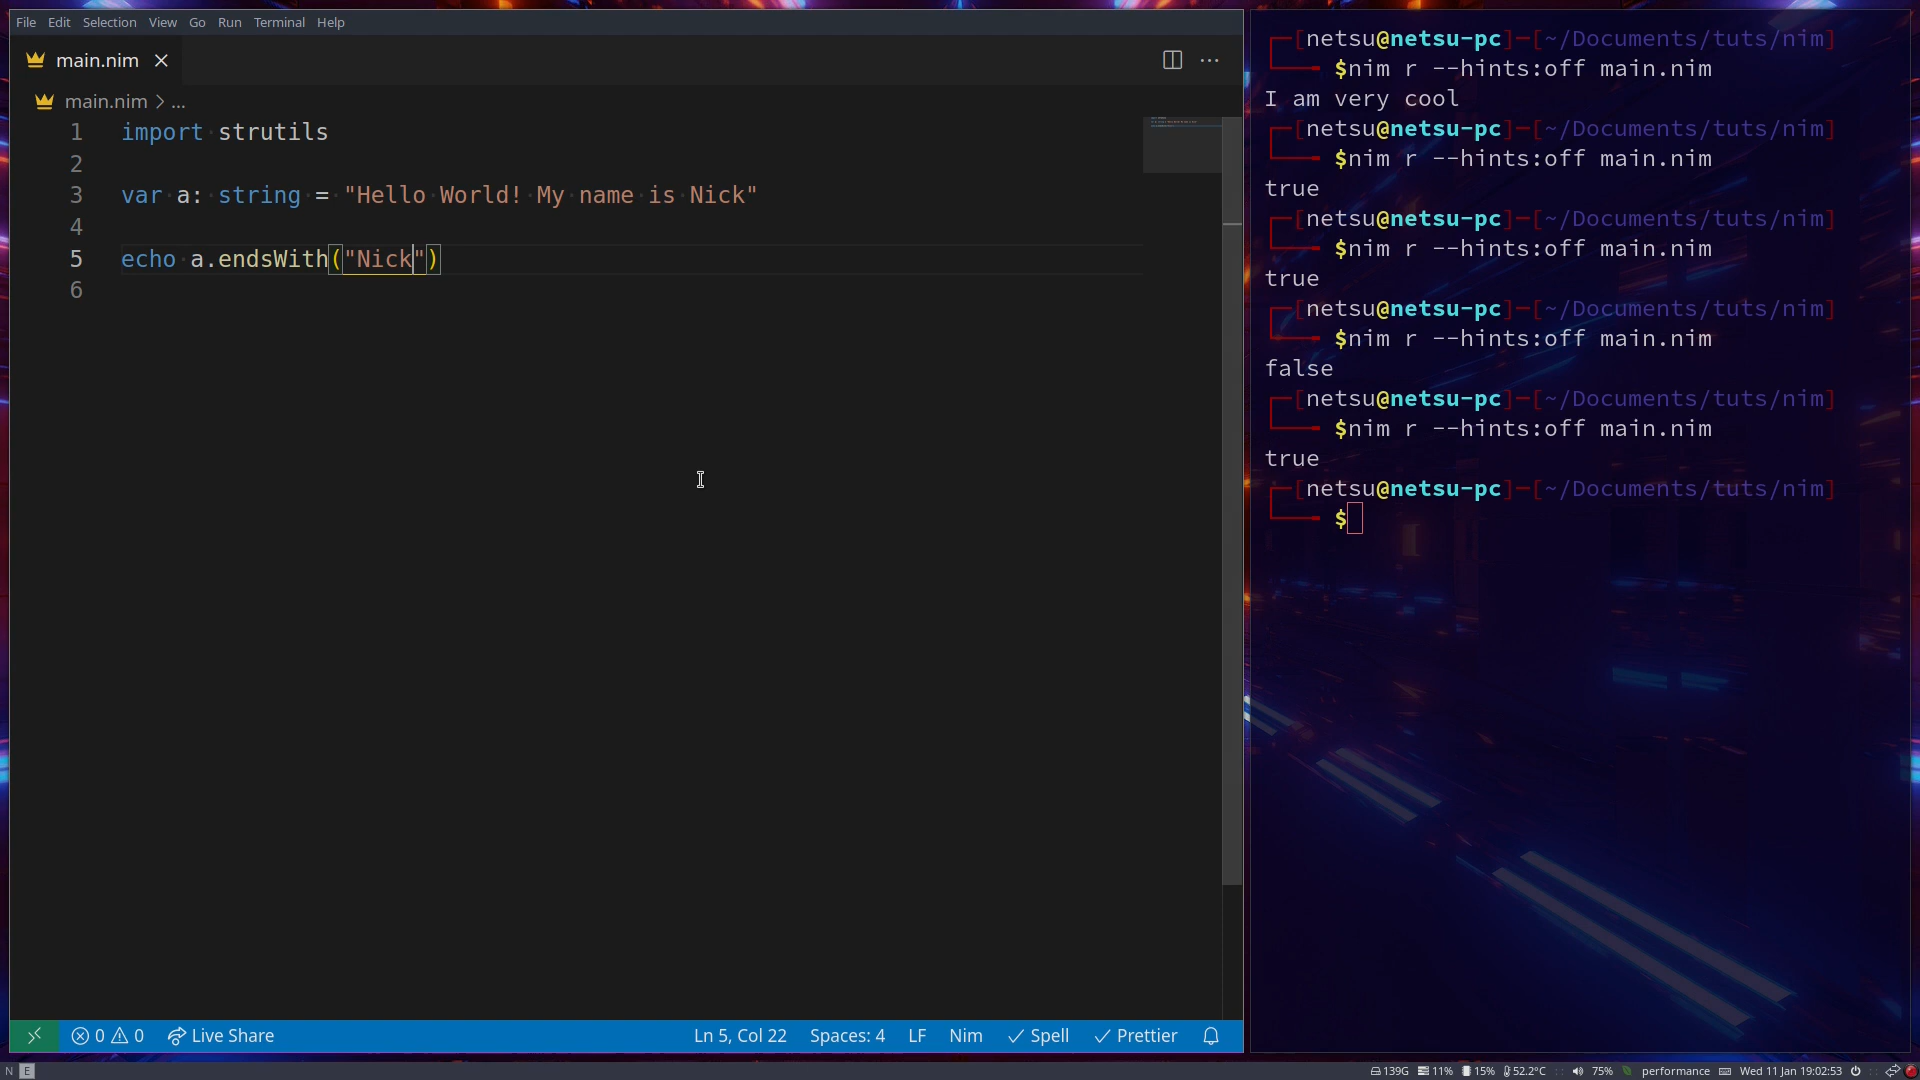 File Edit Selection View Go Run Terminal Help
main.nim
main.nim > ...
1 import strutils
2
3 var a: string = "Hello World! My name is Nick"
4
5 echo a.endsWith("Nick")
6
0 0 Live Share Ln 5, Col 22 Spaces: 4 LF Nim Spell Prettier
[netsu@netsu-pc]-[~/Documents/tuts/nim]
$nim r --hints:off main.nim
I am very cool
[netsu@netsu-pc]-[~/Documents/tuts/nim]
$nim r --hints:off main.nim
true
[netsu@netsu-pc]-[~/Documents/tuts/nim]
$nim r --hints:off main.nim
true
[netsu@netsu-pc]-[~/Documents/tuts/nim]
$nim r --hints:off main.nim
false
[netsu@netsu-pc]-[~/Documents/tuts/nim]
$nim r --hints:off main.nim
true
[netsu@netsu-pc]-[~/Documents/tuts/nim]
$
N E 139G 11% 15% 52.2°C 75% performance Wed 11 Jan 19:02:53